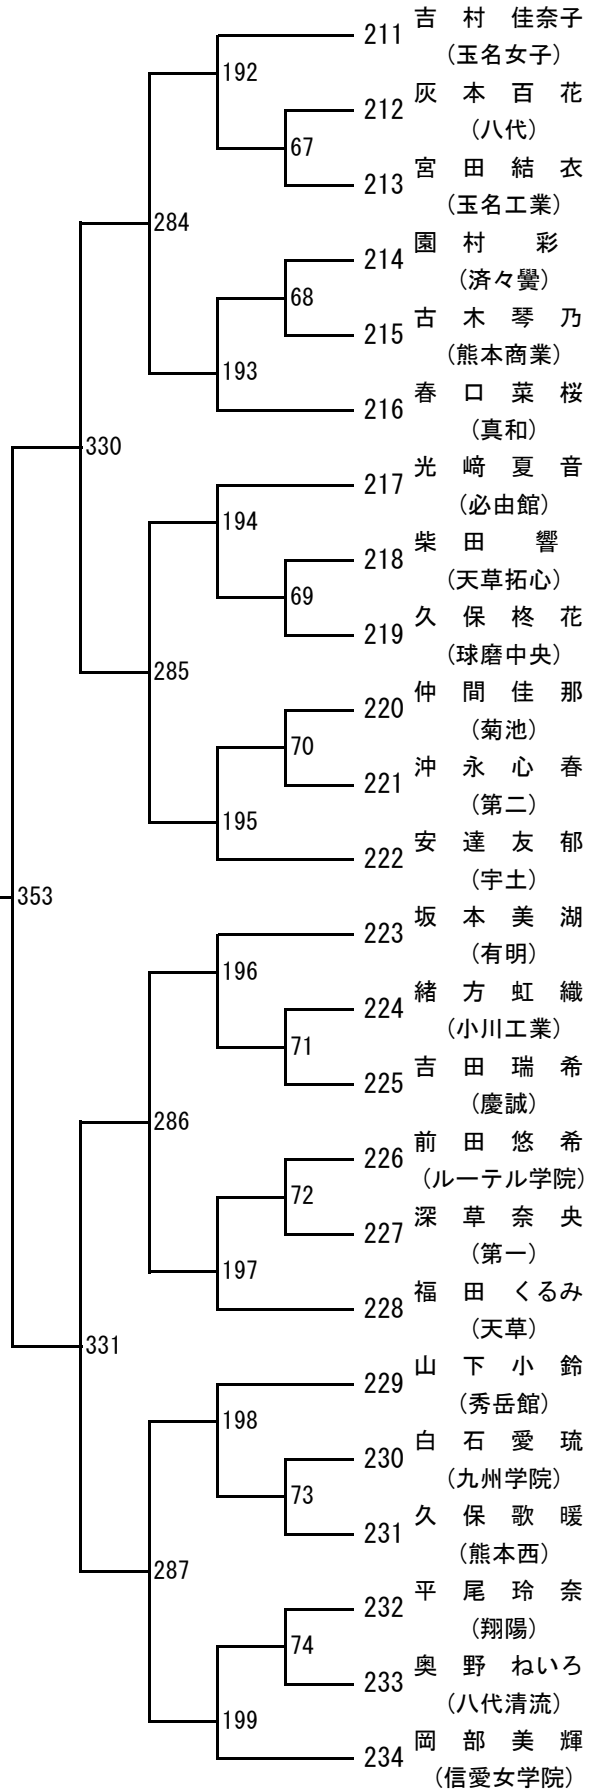 211 吉 村 佳奈子
(玉名女子)
192
212 灰 本 百 花
(八代)
67
213 宮 田 結 衣
(玉名工業)
284
214 園 村 彩
(済々黌)
68
215 古 木 琴 乃
(熊本商業)
193
216 春 口 菜 桜
(真和)
330
217 光 﨑 夏 音
(必由館)
194
218 柴 田 響
(天草拓心)
69
219 久 保 柊 花
(球磨中央)
285
220 仲 間 佳 那
(菊池)
70
221 沖 永 心 春
(第二)
195
222 安 達 友 郁
(宇土)
353
223 坂 本 美 湖
(有明)
196
224 緒 方 虹 織
(小川工業)
71
225 吉 田 瑞 希
(慶誠)
286
226 前 田 悠 希
(ルーテル学院)
72
227 深 草 奈 央
(第一)
197
228 福 田 くるみ
(天草)
331
229 山 下 小 鈴
(秀岳館)
198
230 白 石 愛 琉
(九州学院)
73
231 久 保 歌 暖
(熊本西)
287
232 平 尾 玲 奈
(翔陽)
74
233 奥 野 ねいろ
(八代清流)
199
234 岡 部 美 輝
(信愛女学院)